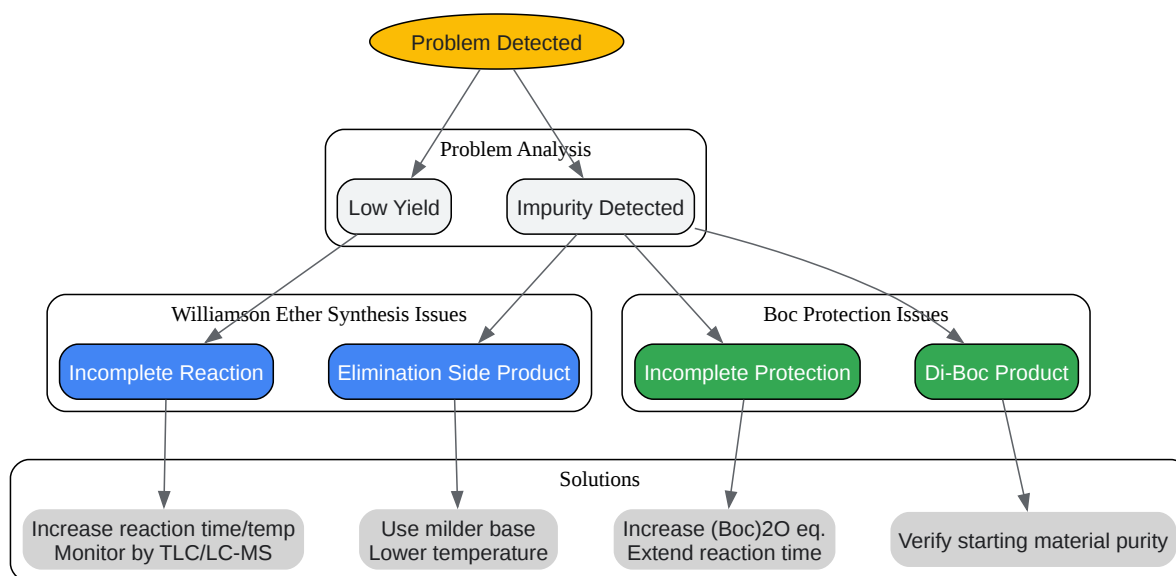 Problem Detected
Problem Analysis
Low Yield
Impurity Detected
Williamson Ether Synthesis Issues
Boc Protection Issues
Incomplete Reaction
Elimination Side Product
Incomplete Protection
Di-Boc Product
Solutions
Increase reaction time/temp
Monitor by TLC/LC-MS
Use milder base
Lower temperature
Increase (Boc)2O eq.
Extend reaction time
Verify starting material purity